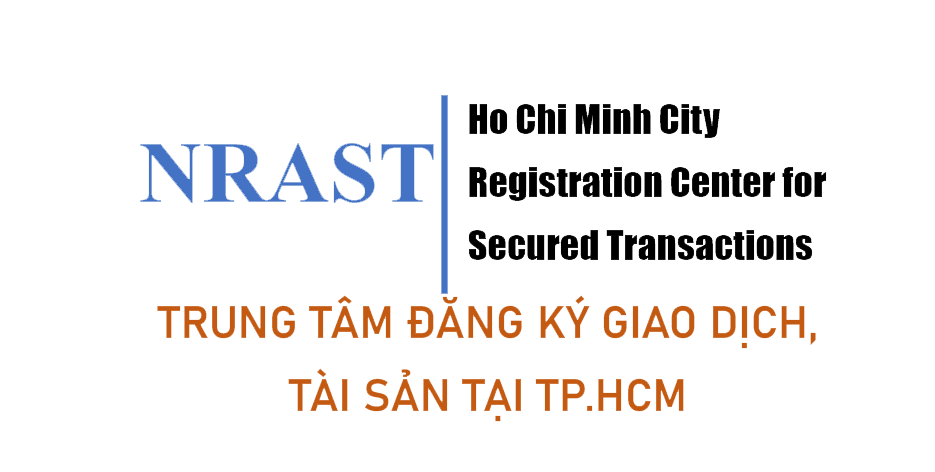 NRAST
Ho Chi Minh City
Registration Center for
Secured Transactions
TRUNG TÂM ĐĂNG KÝ GIAO DỊCH,
TÀI SẢN TẠI TP.HCM